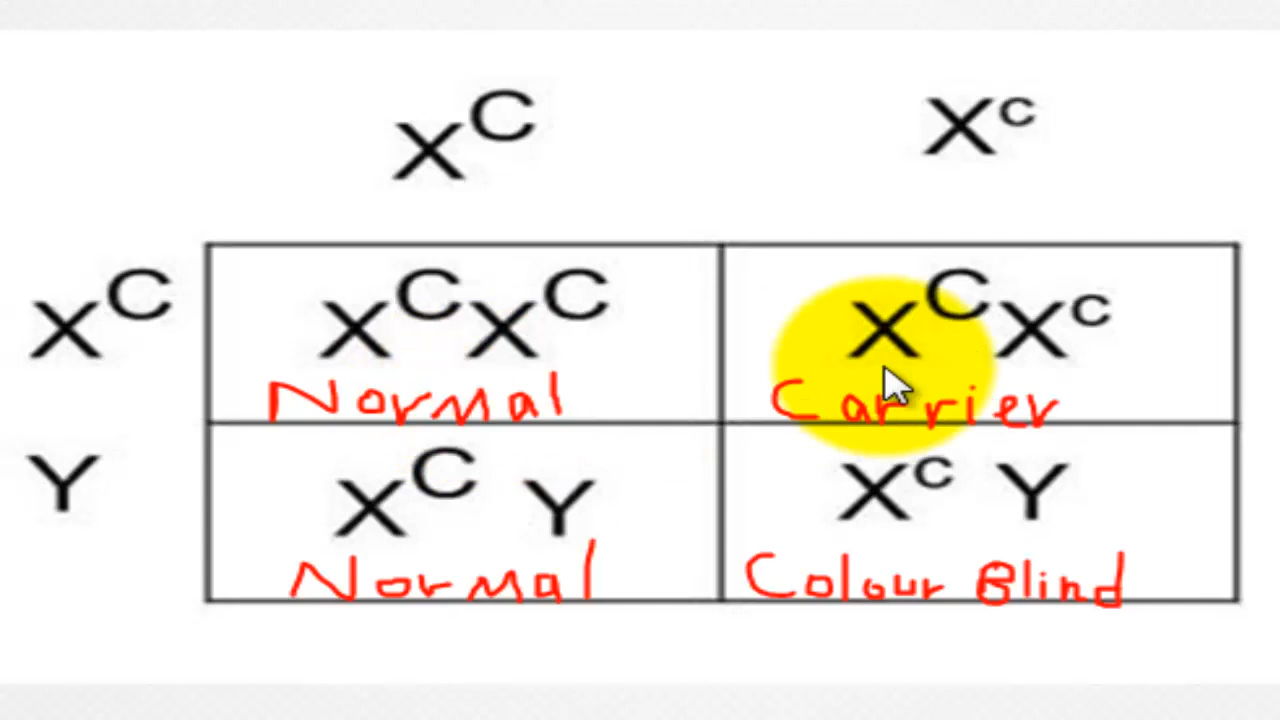 X^C X^c
X^C X^C X^C X^C X^c
Normal Carrier
Y X^C Y X^c Y
Normal Colour Blind